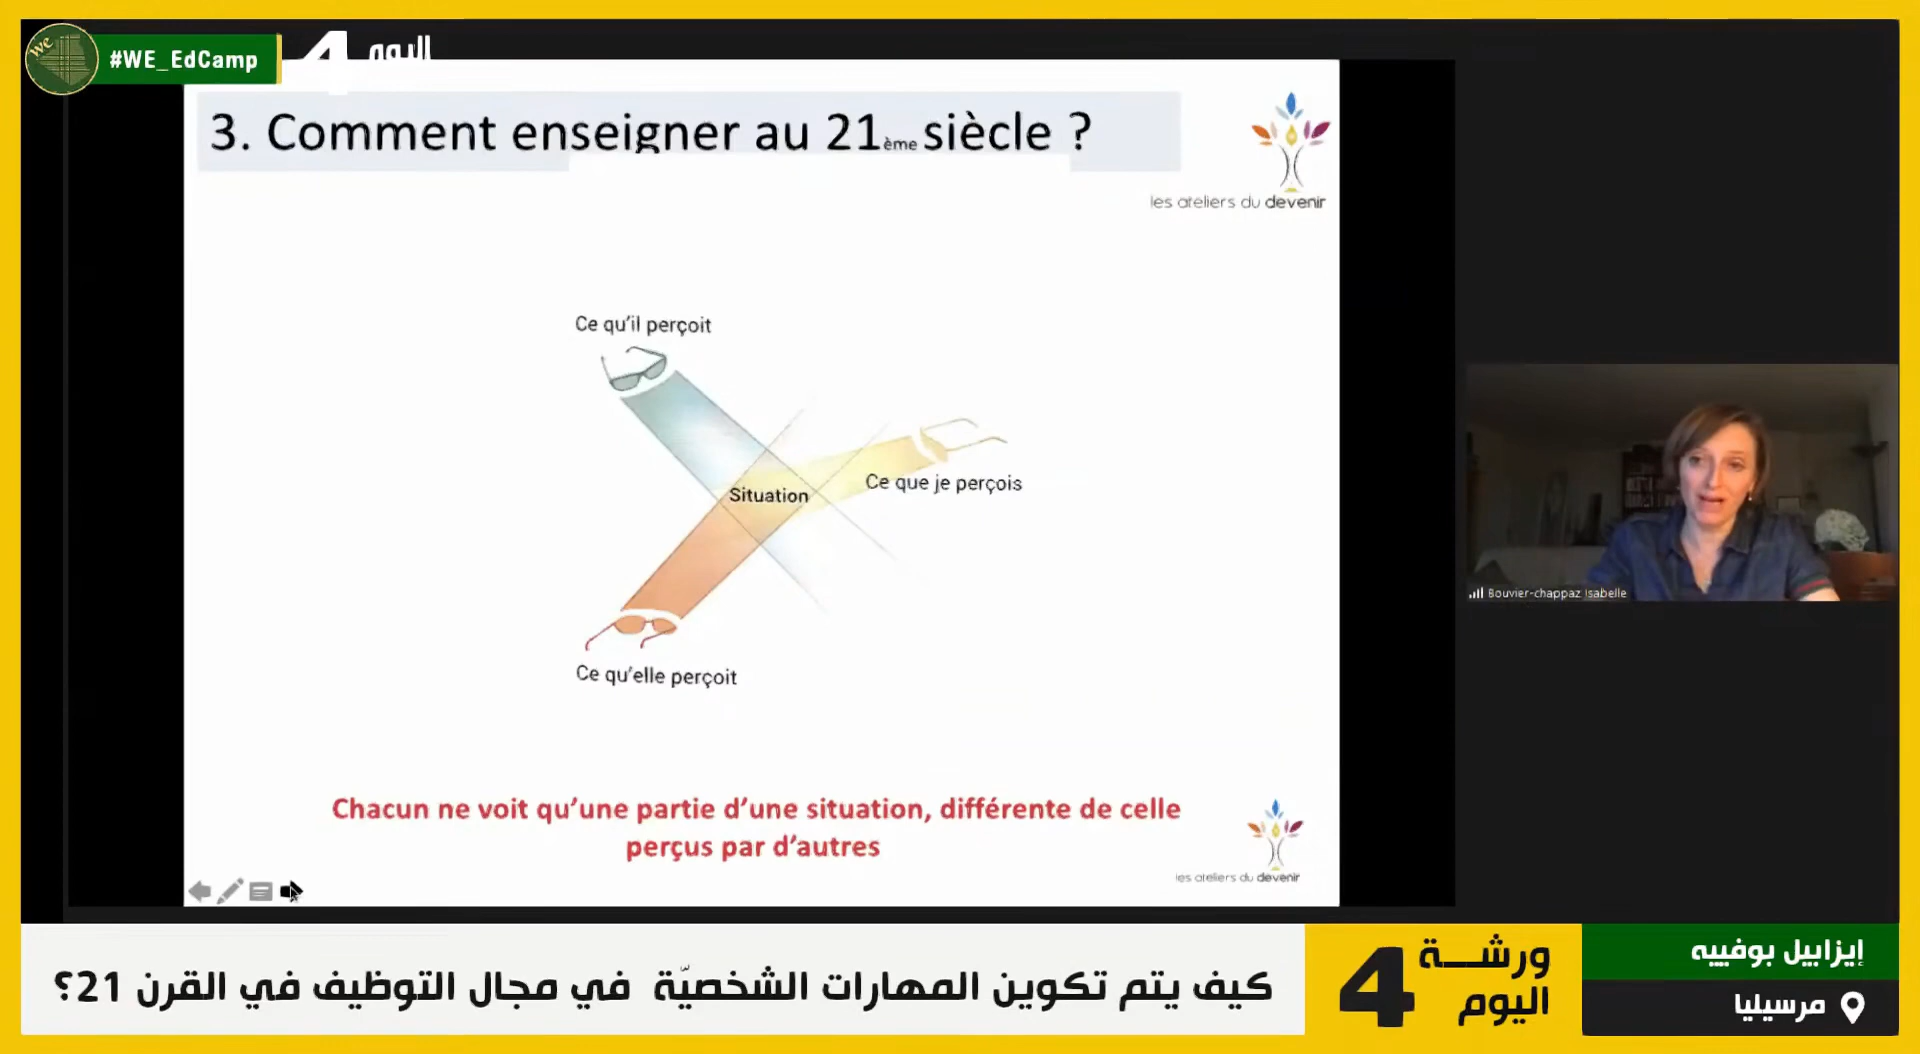 we
#WE_EdCamp
اليوم 4
3. Comment enseigner au 21ème siècle ?
les ateliers du devenir
Ce qu'il perçoit
Situation
Ce que je perçois
Ce qu'elle perçoit
Bouvier-chappaz Isabelle
Chacun ne voit qu'une partie d'une situation, différente de celle
perçus par d'autres
les ateliers du devenir
كيف يتم تكوين المهارات الشخصيّة في مجال التوظيف في القرن 21؟
ورشة
اليوم
4
إيزابيل بوفييه
مرسيليا